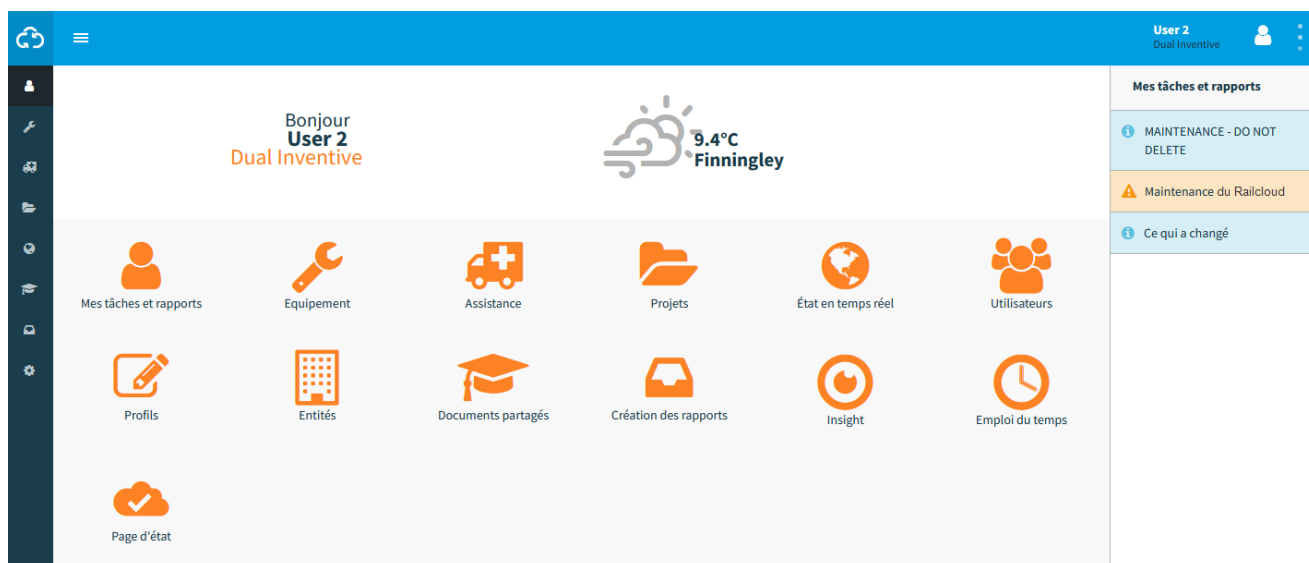 User 2
Dual Inventive
Bonjour
User 2
Dual Inventive
9.4°C
Finningley
Mes tâches et rapports
MAINTENANCE - DO NOT
DELETE
Maintenance du Railcloud
Ce qui a changé
Mes tâches et rapports
Equipement
Assistance
Projets
État en temps réel
Utilisateurs
Profils
Entités
Documents partagés
Création des rapports
Insight
Emploi du temps
Page d'état